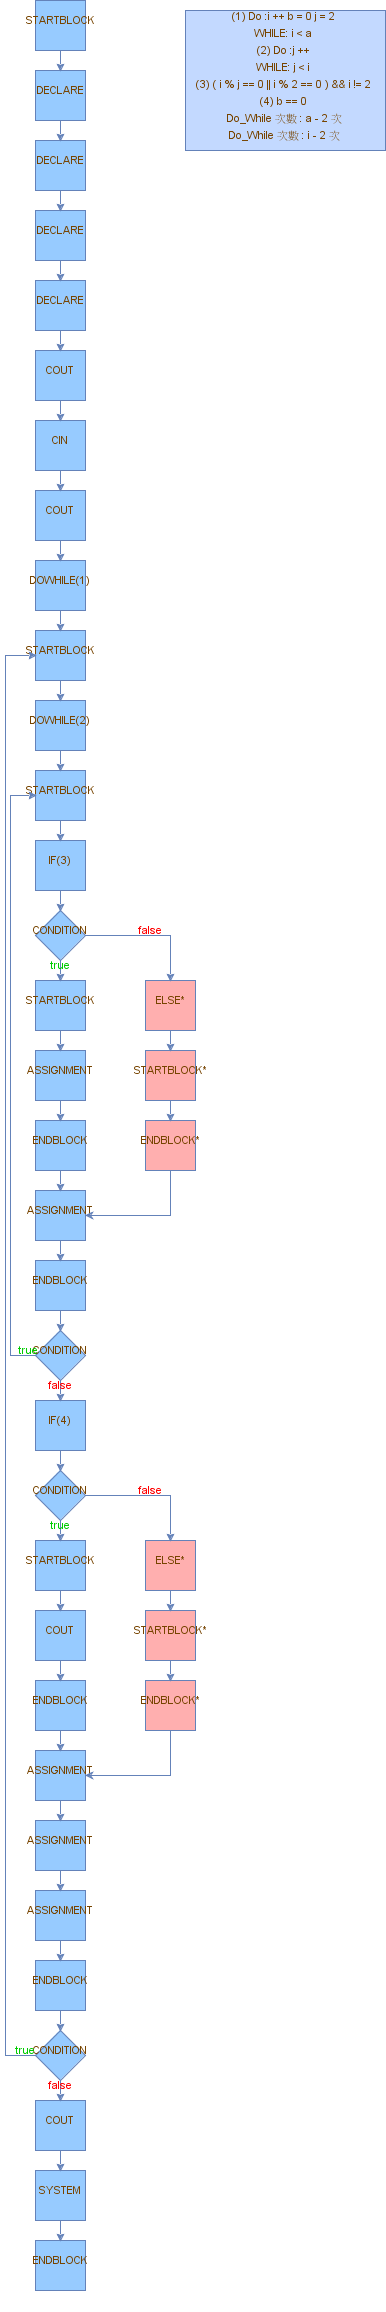 STARTBLOCK
(1) Do :i ++ b = 0 j = 2
WHILE: i < a
(2) Do :j ++
WHILE: j < i
(3) ( i % j == 0 || i % 2 == 0 ) && i != 2
(4) b == 0
Do_While 次數 : a - 2 次
Do_While 次數 : i - 2 次
DECLARE
DECLARE
DECLARE
DECLARE
COUT
CIN
COUT
DOWHILE(1)
STARTBLOCK
DOWHILE(2)
STARTBLOCK
IF(3)
CONDITION
false
true
STARTBLOCK
ELSE*
ASSIGNMENT
STARTBLOCK*
ENDBLOCK
ENDBLOCK*
ASSIGNMENT
ENDBLOCK
true
CONDITION
false
IF(4)
CONDITION
false
true
STARTBLOCK
ELSE*
COUT
STARTBLOCK*
ENDBLOCK
ENDBLOCK*
ASSIGNMENT
ASSIGNMENT
ASSIGNMENT
ENDBLOCK
true
CONDITION
false
COUT
SYSTEM
ENDBLOCK